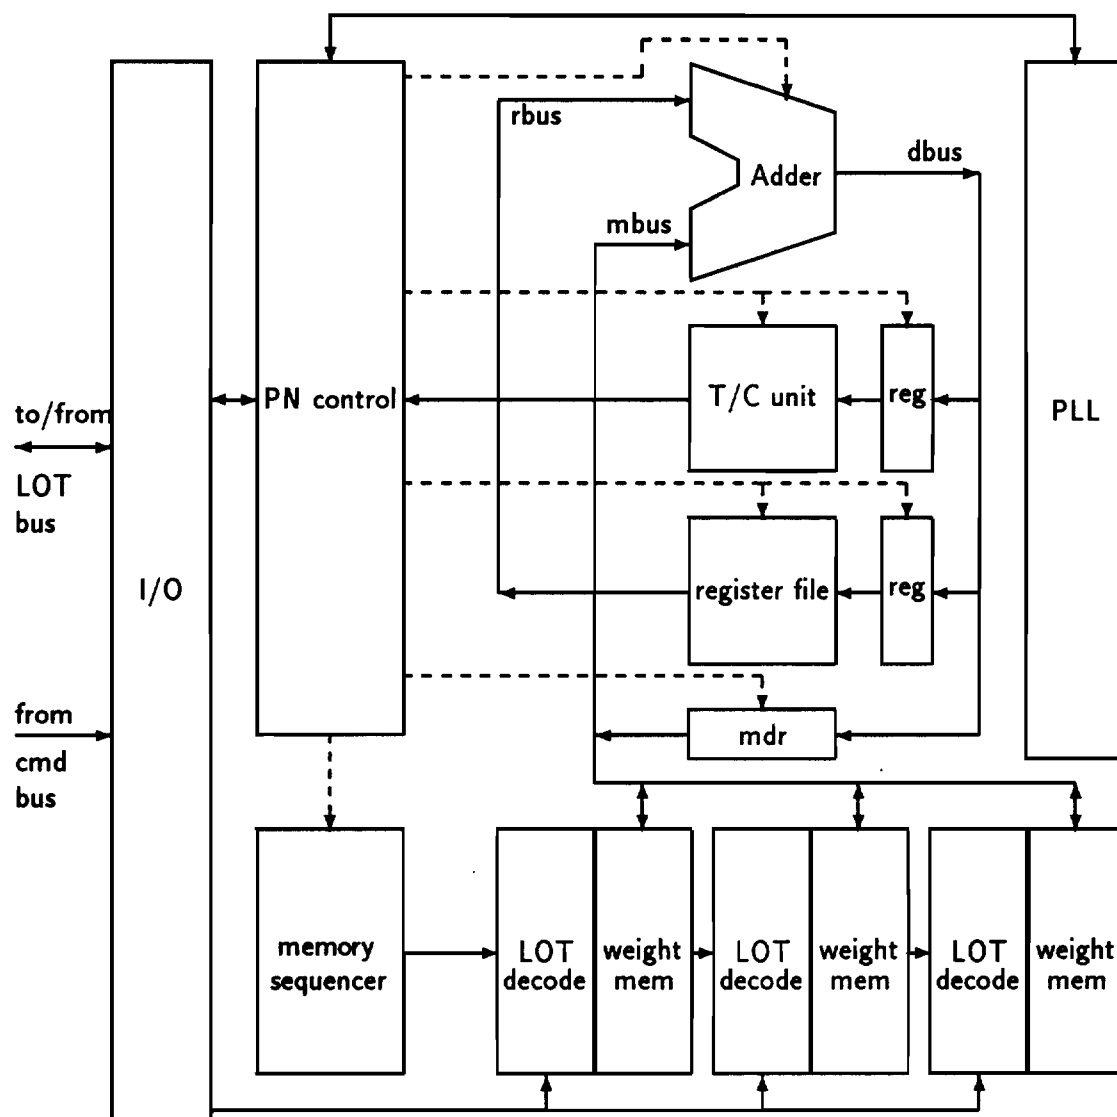 rbus
dbus
Adder
mbus
to/from
LOT
bus
PN control
T/C unit
reg
PLL
I/O
register file
reg
from
cmd
bus
mdr
memory
sequencer
LOT
decode
weight
mem
LOT
decode
weight
mem
LOT
decode
weight
mem